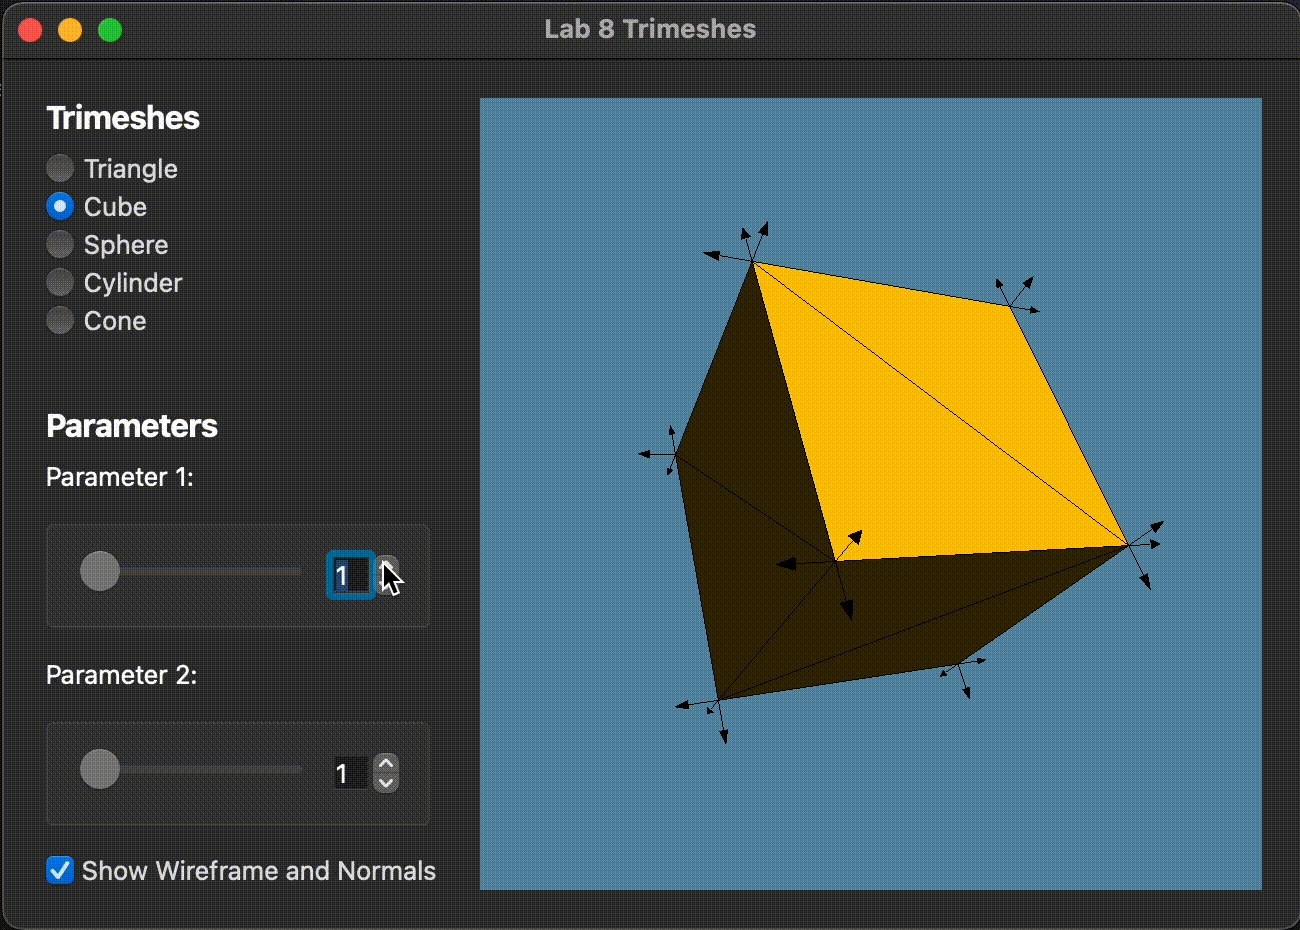 Lab 8 Trimeshes
Trimeshes
Triangle
Cube
Sphere
Cylinder
Cone
Parameters
Parameter 1:
1
Parameter 2:
1
Show Wireframe and Normals